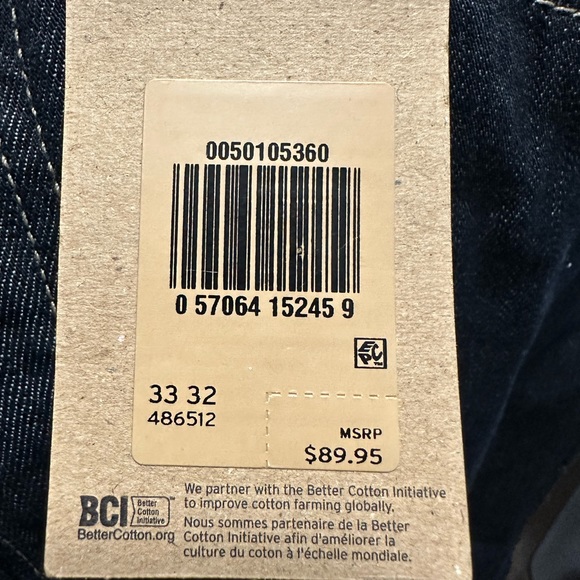 0050105360
0 57064 15245 9
EPC™
33 32
486512
MSRP
$89.95
BCI
Better
Cotton
Initiative™
BetterCotton.org
We partner with the Better Cotton Initiative
to improve cotton farming globally.
Nous sommes partenaire de la Better
Cotton Initiative afin d'améliorer la
culture du coton à l'échelle mondiale.